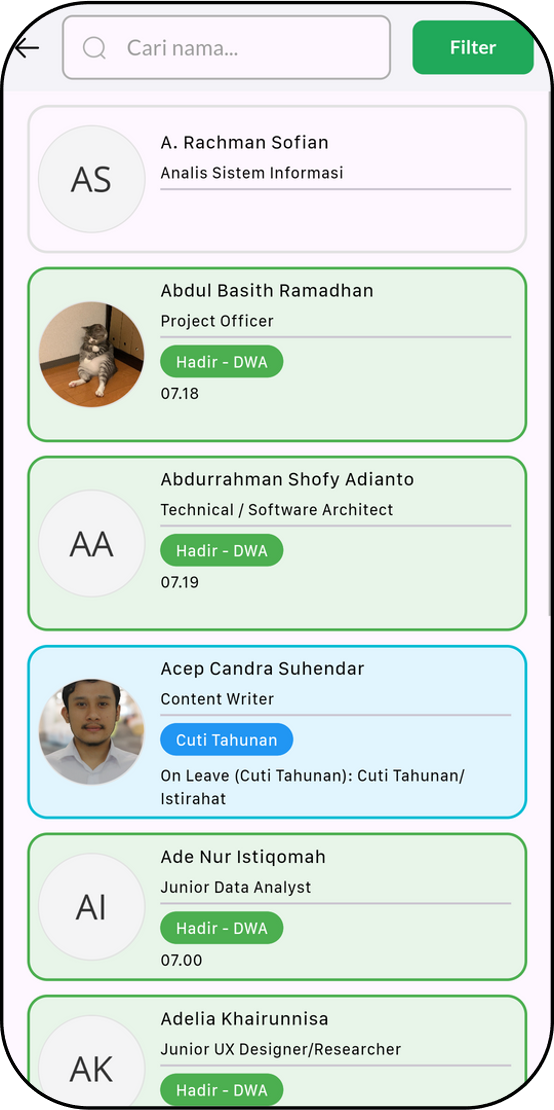 Cari nama...
Filter
AS
A. Rachman Sofian
Analis Sistem Informasi
Abdul Basith Ramadhan
Project Officer
Hadir - DWA
07.18
AA
Abdurrahman Shofy Adianto
Technical / Software Architect
Hadir - DWA
07.19
Acep Candra Suhendar
Content Writer
Cuti Tahunan
On Leave (Cuti Tahunan): Cuti Tahunan/
Istirahat
AI
Ade Nur Istiqomah
Junior Data Analyst
Hadir - DWA
07.00
AK
Adelia Khairunnisa
Junior UX Designer/Researcher
Hadir - DWA